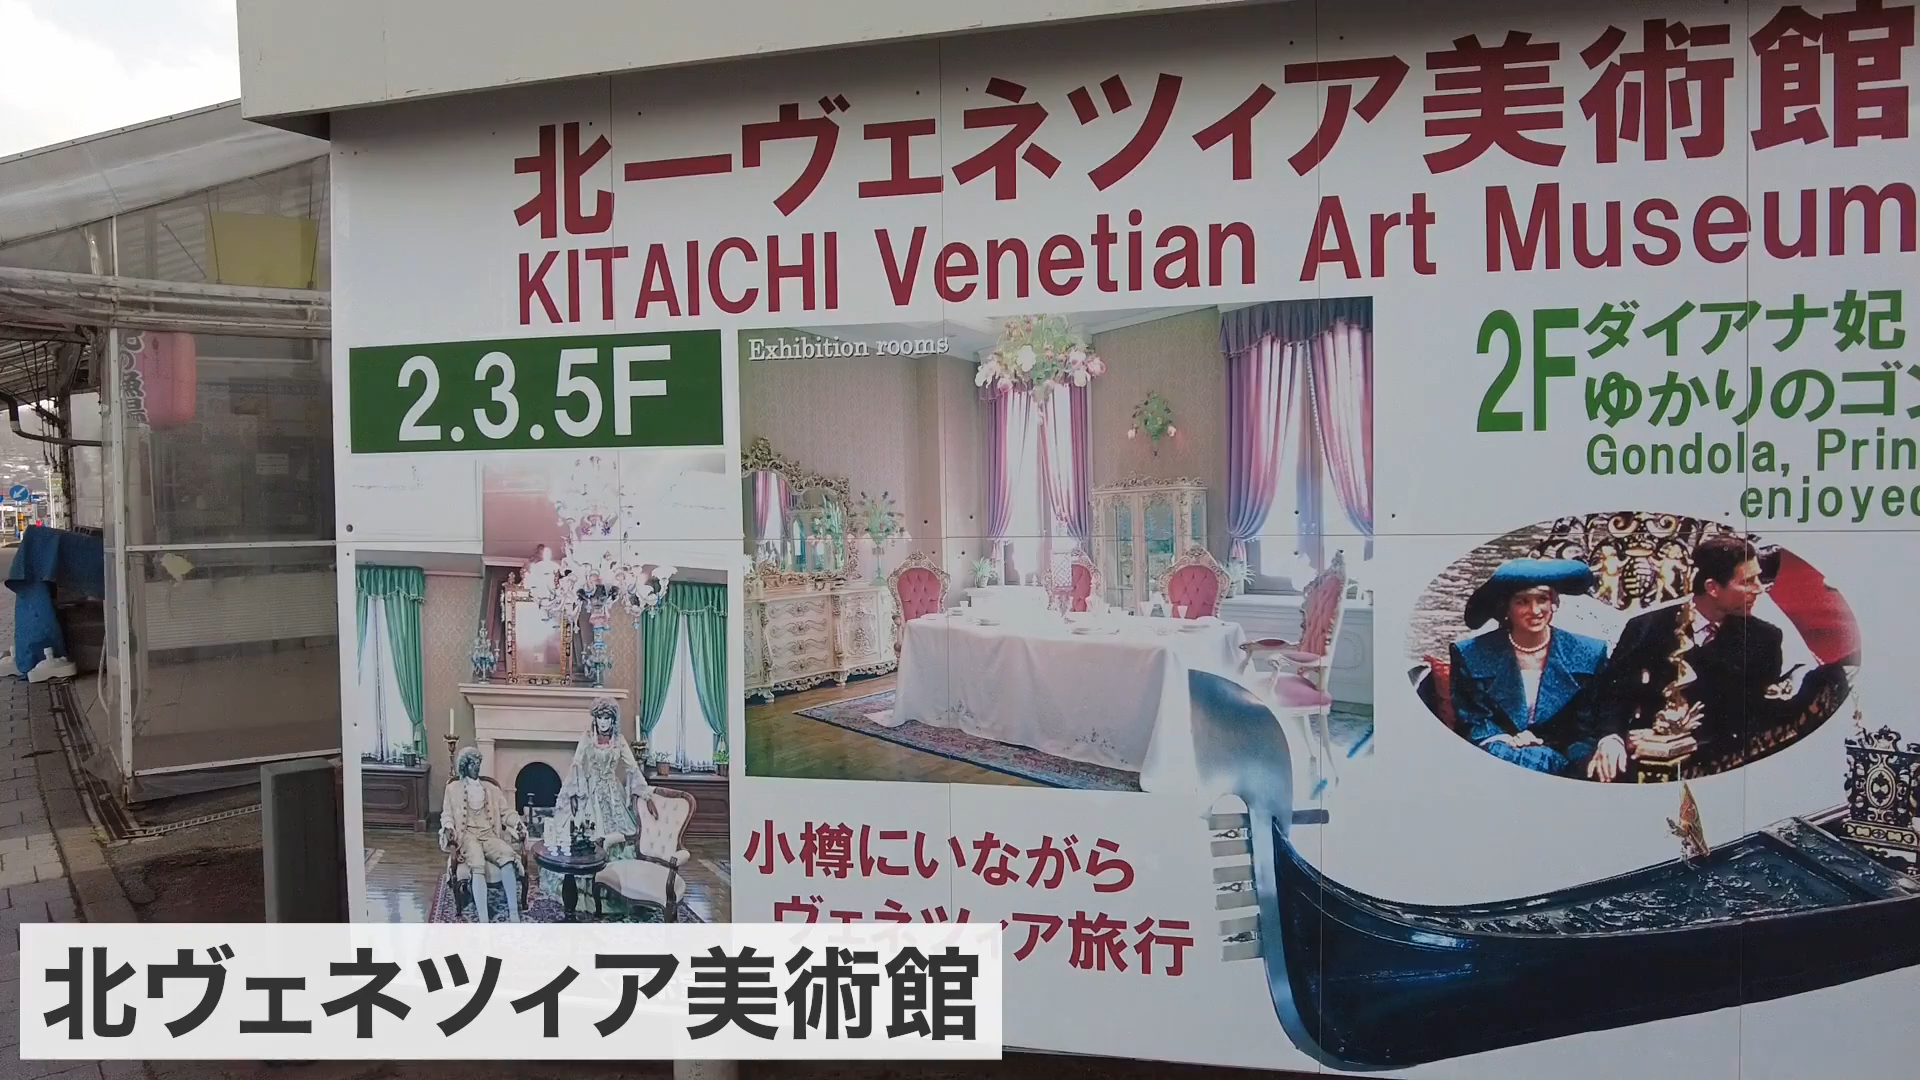 北一ヴェネツィア美術館
KITAICHI Venetian Art Museum
2.3.5F
Exhibition rooms
2F
ダイアナ妃
ゆかりのゴン
Gondola, Prin
enjoyed
小樽にいながら
ヴェネツィア旅行
北ヴェネツィア美術館